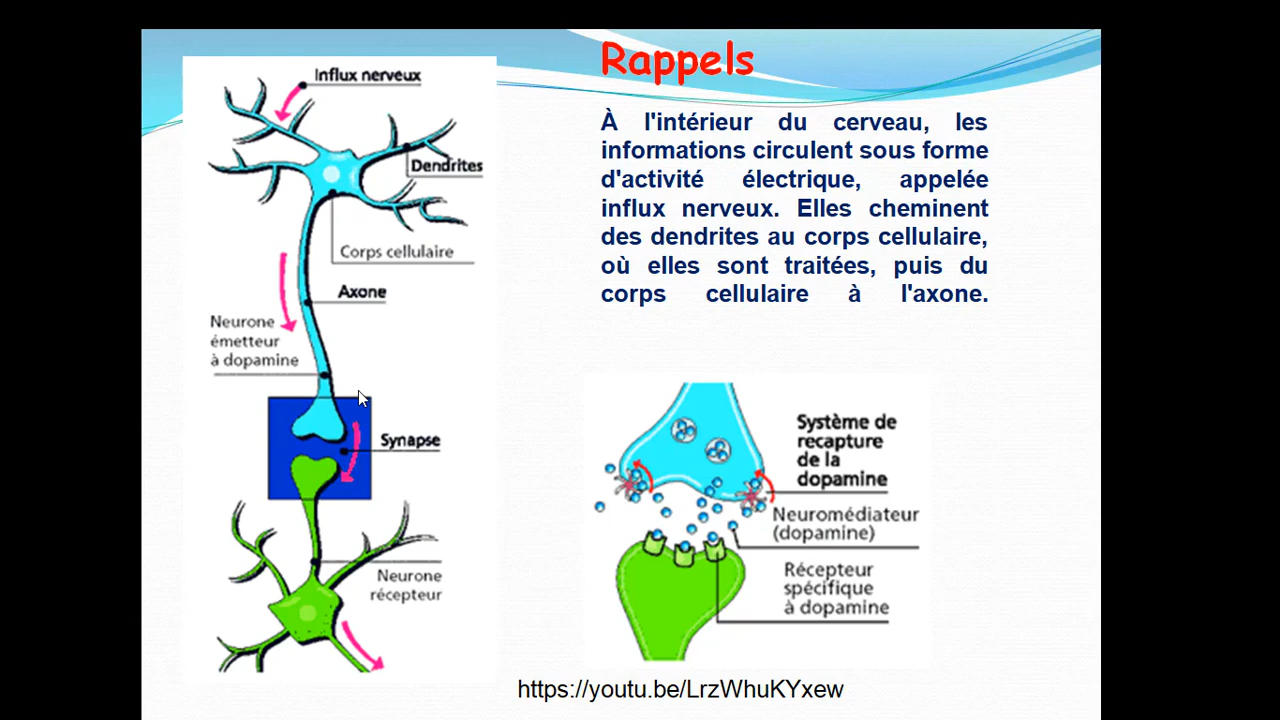 Rappels
À l'intérieur du cerveau, les
informations circulent sous forme
d'activité électrique, appelée
influx nerveux. Elles cheminent
des dendrites au corps cellulaire,
où elles sont traitées, puis du
corps cellulaire à l'axone.
Influx nerveux
Dendrites
Corps cellulaire
Axone
Neurone
émetteur
à dopamine
Synapse
Neurone
récepteur
Système de
recapture
de la
dopamine
Neuromédiateur
(dopamine)
Récepteur
spécifique
à dopamine
https://youtu.be/LrzWhuKYxew